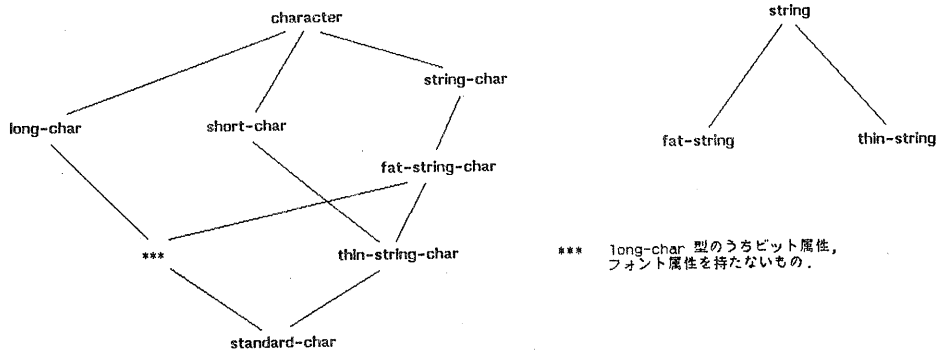 character
string
string-char
long-char
short-char
fat-string
thin-string
fat-string-char
*** thin-string-char
*** long-char 型のうちビット属性,
フォント属性を持たないもの.
standard-char